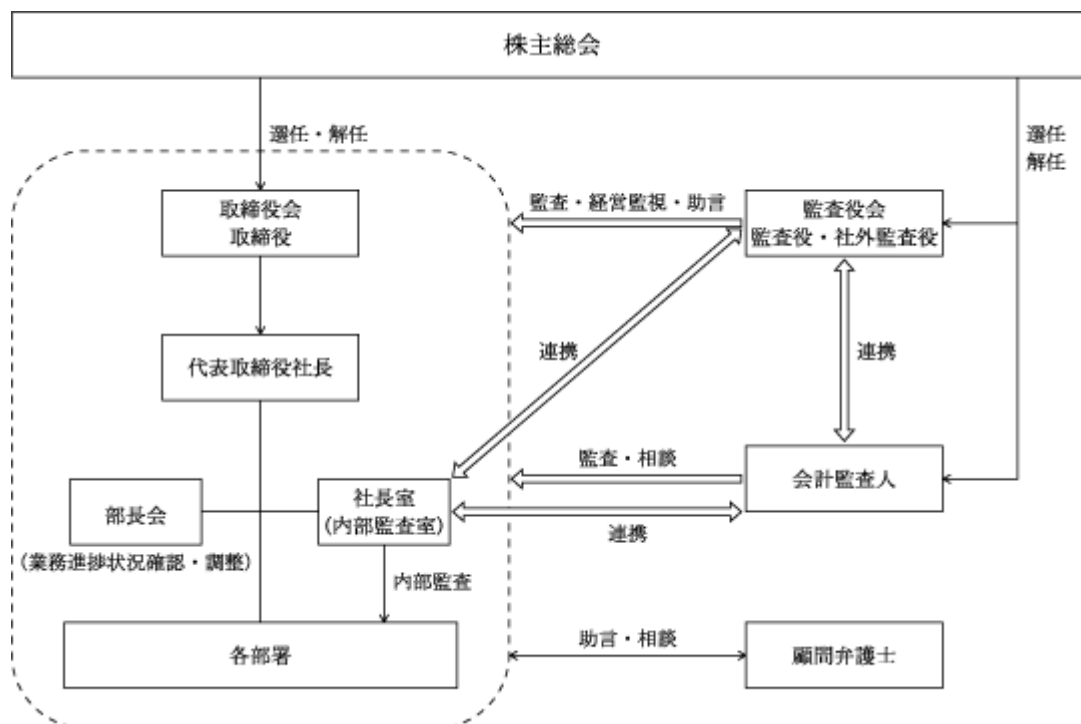 株主総会
選任・解任
選任
解任
取締役会
取締役
監査・経営監視・助言
監査役会
監査役・社外監査役
代表取締役社長
連携
連携
監査・相談
会計監査人
部長会
社長室
(内部監査室)
連携
(業務進捗状況確認・調整)
内部監査
各部署
助言・相談
顧問弁護士